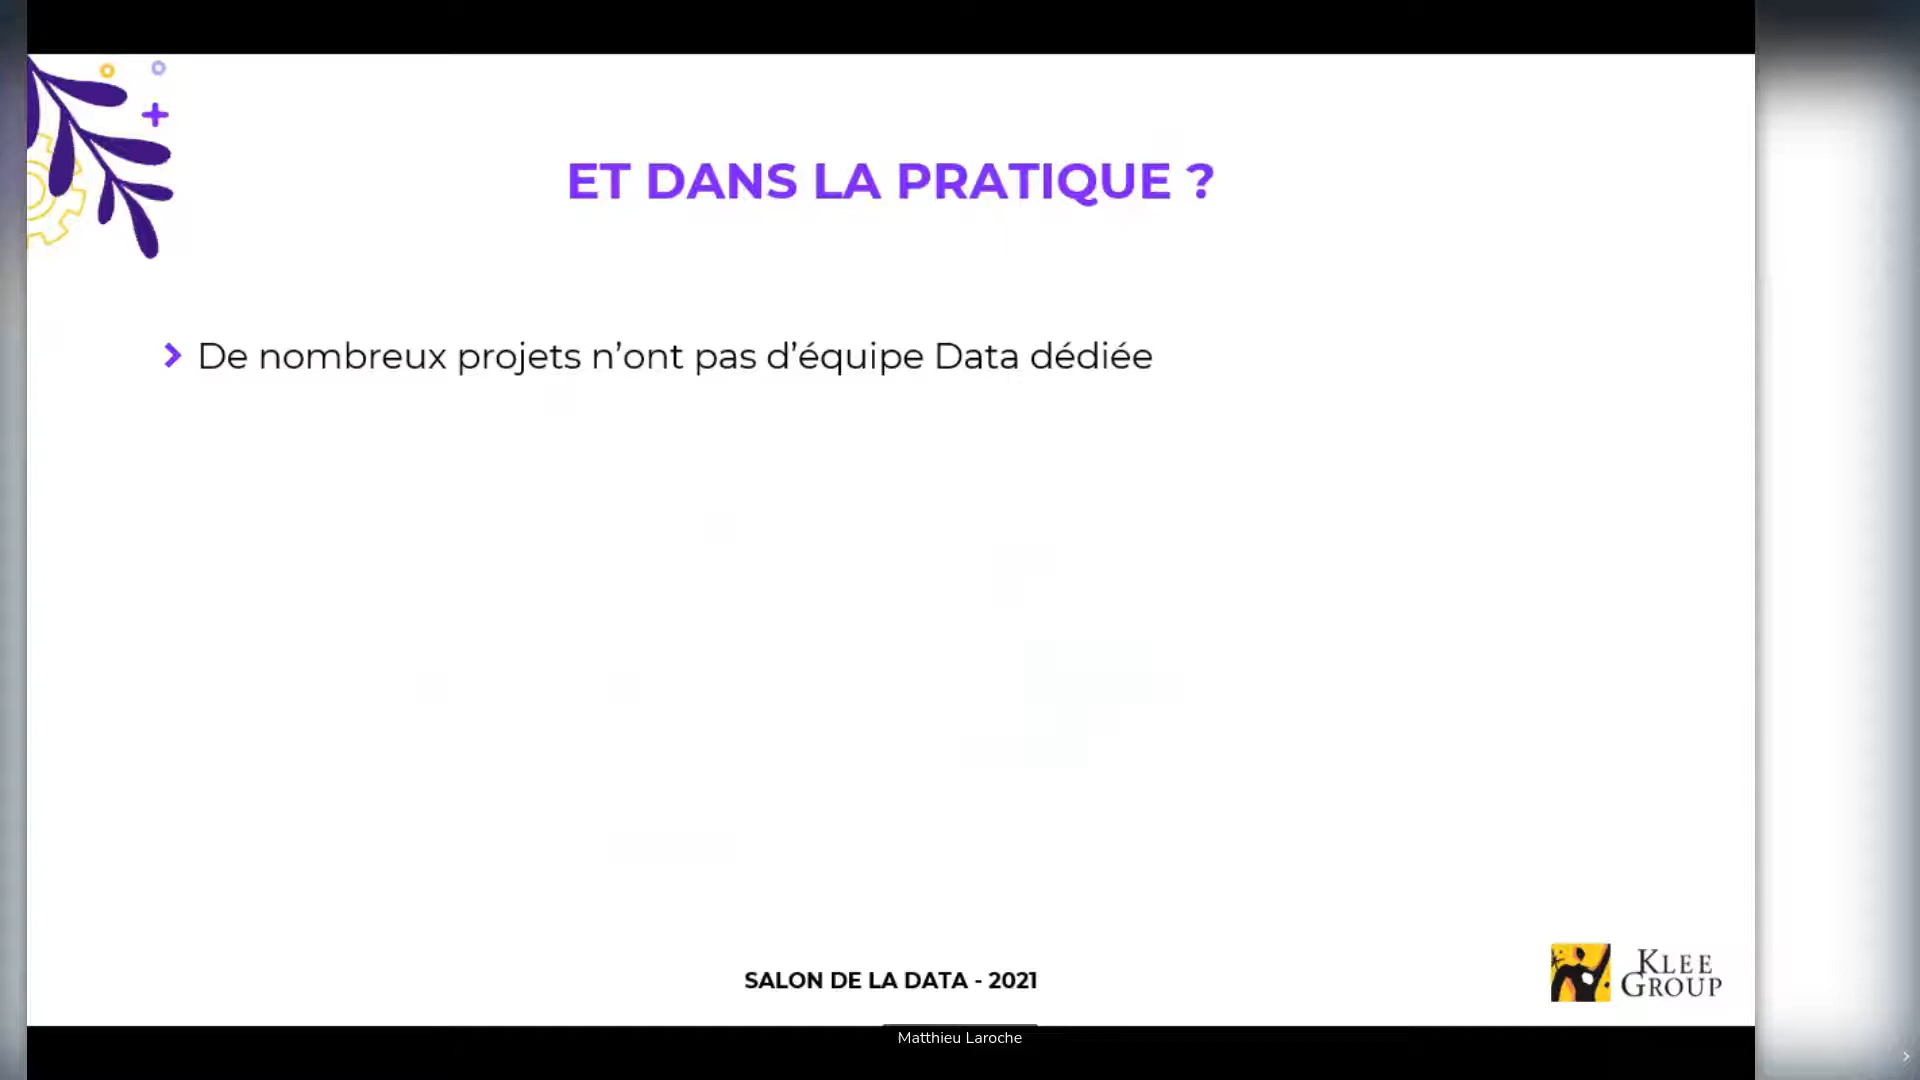 ET DANS LA PRATIQUE ?
De nombreux projets n’ont pas d’équipe Data dédiée
SALON DE LA DATA - 2021
KLEE
GROUP
Matthieu Laroche